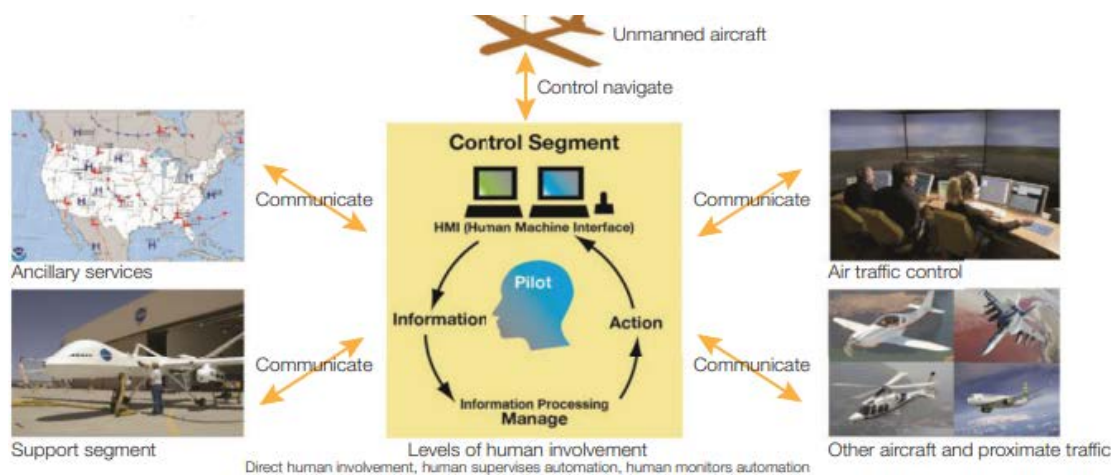 Unmanned aircraft
Control navigate
Control Segment
HMI (Human Machine Interface)
Pilot
Information
Action
Information Processing
Manage
Communicate
Communicate
Communicate
Communicate
Ancillary services
Support segment
Air traffic control
Other aircraft and proximate traffic
Levels of human involvement
Direct human involvement, human supervises automation, human monitors automation